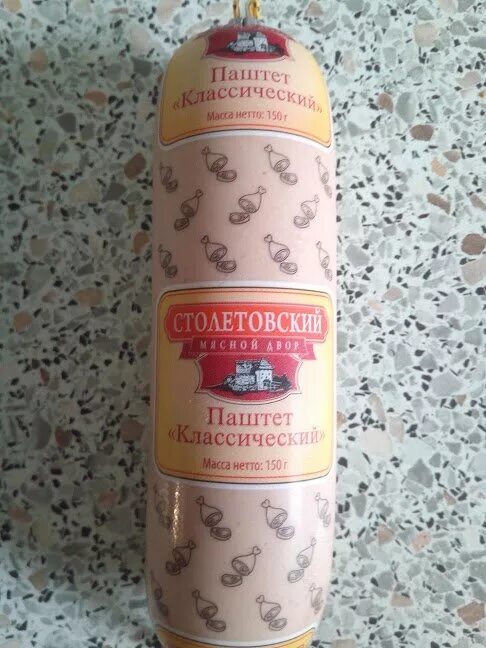 Паштет
«Классический»
Масса нетто: 150 г
СТОЛЕТОВСКИЙ
МЯСНОЙ ДВОР
Паштет
«Классический»
Масса нетто: 150 г